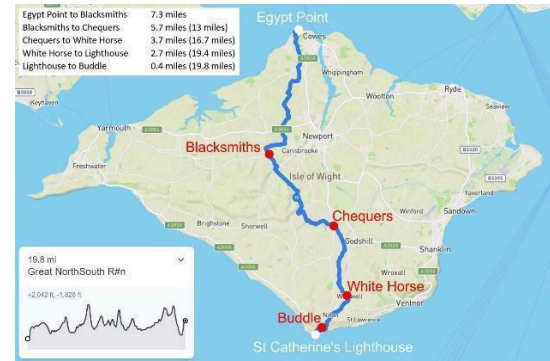 Egypt Point to Blacksmiths 7.3 miles
Blacksmiths to Chequers 5.7 miles (13 miles)
Chequers to White Horse 3.7 miles (16.7 miles)
White Horse to Lighthouse 2.7 miles (19.4 miles)
Lighthouse to Buddle 0.4 miles (19.8 miles)
Egypt Point
Cowes
Whippingham
Ryde
Wootton
Seaview
Yarmouth
Newport
Blacksmiths
Carisbrooke
Freshwater
Isle of Wight
Yaverland
Chequers
Winford
Sandown
Brighstone
Shorwell
Godshill
Shanklin
Wroxall
White Horse
Ventnor
Buddle
Niton
St Lawrence
St Catherine's Lighthouse
19.8 mi
Great NorthSouth R#n
+2,042 ft, -1,828 ft